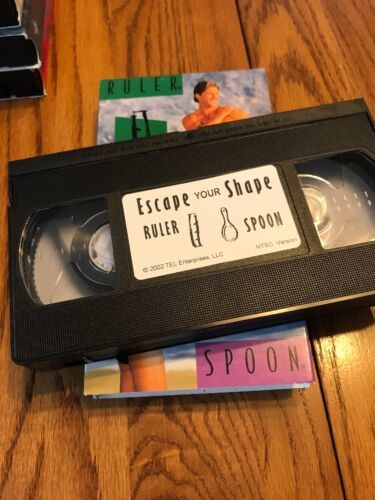 RULER
Escape YOUR Shape
RULER SPOON
© 2002 TEL Enterprises, LLC NTSC Version
SPOON